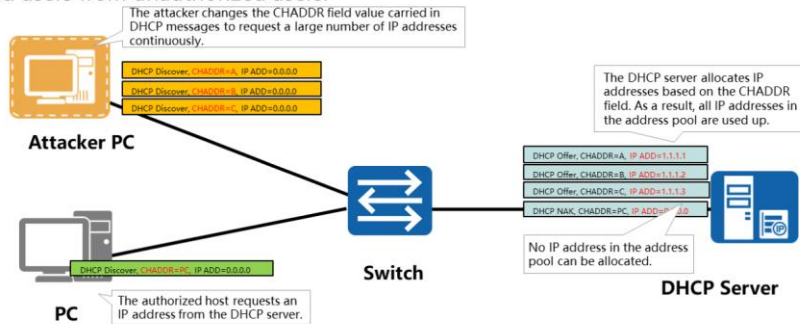 The attacker changes the CHADDR field value carried in
DHCP messages to request a large number of IP addresses
continuously.
DHCP Discover, CHADDR=A, IP ADD=0.0.0.0
DHCP Discover, CHADDR=B, IP ADD=0.0.0.0
DHCP Discover, CHADDR=C, IP ADD=0.0.0.0
Attacker PC
The DHCP server allocates IP
addresses based on the CHADDR
field. As a result, all IP addresses in
the address pool are used up.
DHCP Offer, CHADDR=A, IP ADD=1.1.1.1
DHCP Offer, CHADDR=B, IP ADD=1.1.1.2
DHCP Offer, CHADDR=C, IP ADD=1.1.1.3
DHCP NAK, CHADDR=PC, IP ADD=
IP
No IP address in the address
pool can be allocated.
Switch
DHCP Server
DHCP Discover, CHADDR=PC, IP ADD=0.0.0.0
The authorized host requests an
IP address from the DHCP server.
PC